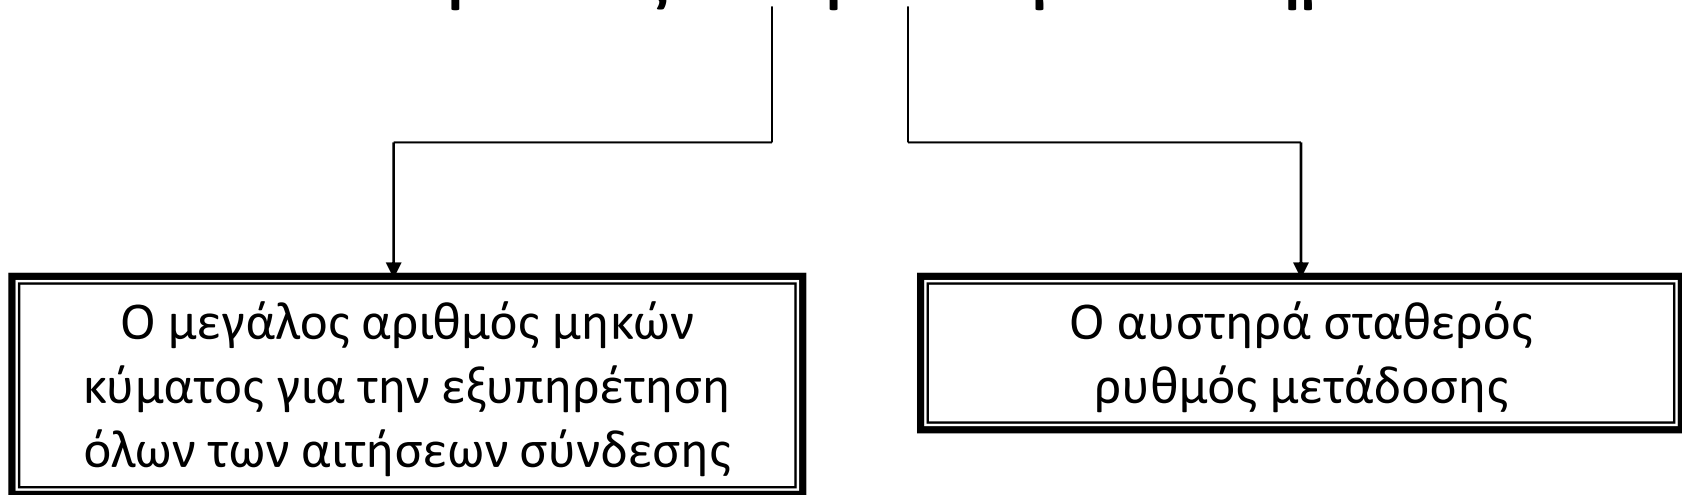 Ο μεγάλος αριθμός μηκών
κύματος για την εξυπηρέτηση
όλων των αιτήσεων σύνδεσης
Ο αυστηρά σταθερός
ρυθμός μετάδοσης